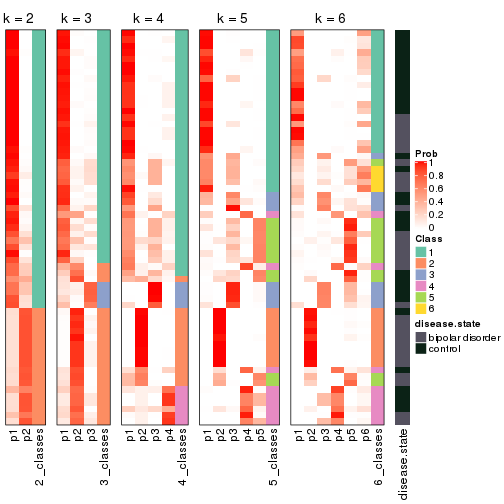 k = 2
k = 3
k = 4
k = 5
k = 6
Prob
1
0.8
0.6
0.4
0.2
0
Class
1
2
3
4
5
6
disease.state
bipolar disorder
control
p1
p2
2_classes
p1
p2
p3
3_classes
p1
p2
p3
p4
4_classes
p1
p2
p3
p4
p5
5_classes
p1
p2
p3
p4
p5
p6
6_classes
disease.state